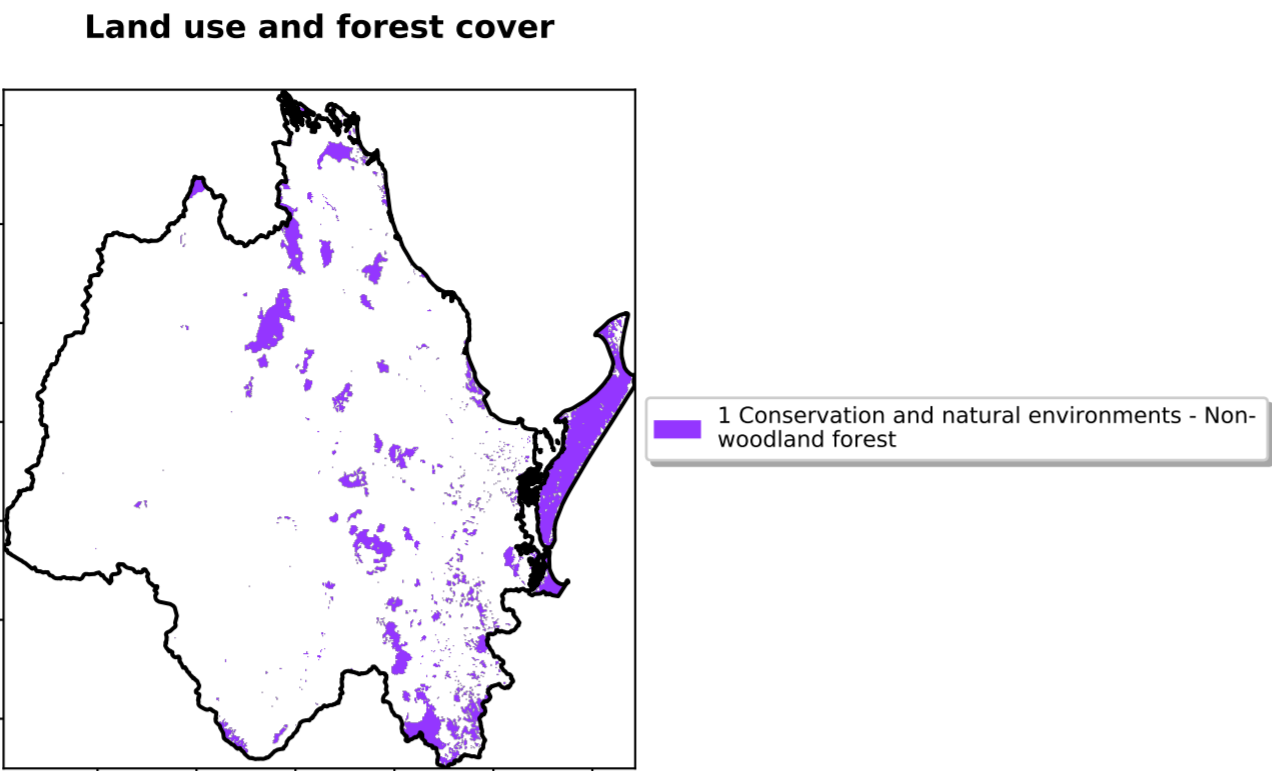 Land use and forest cover
1 Conservation and natural environments - Non-
woodland forest